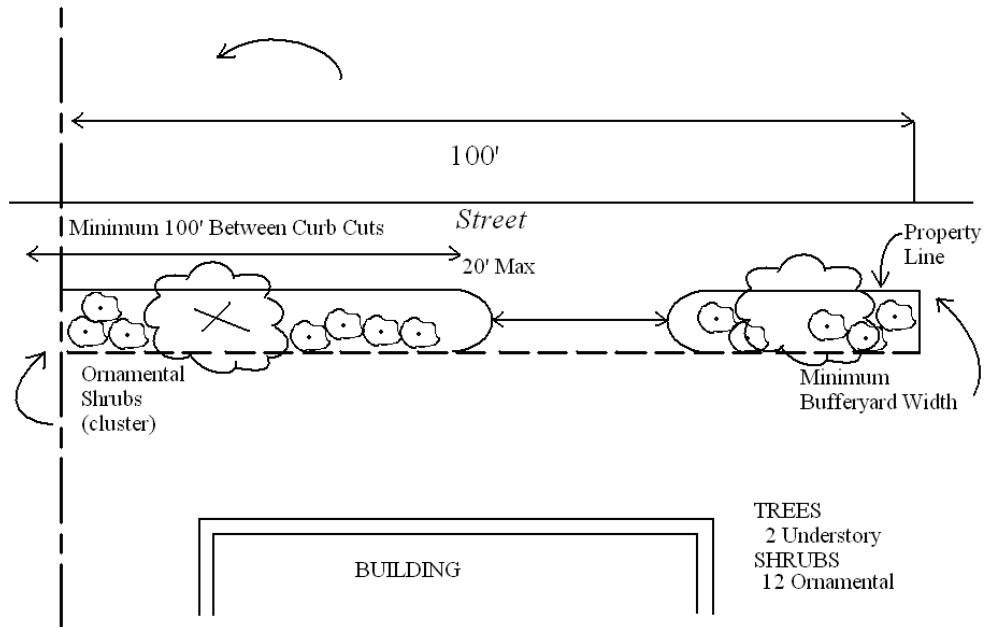 100'
Street
Minimum 100' Between Curb Cuts
20' Max
Property
Line
Ornamental
Shrubs
(cluster)
Minimum
Bufferyard Width
BUILDING
TREES
2 Understory
SHRUBS
12 Ornamental